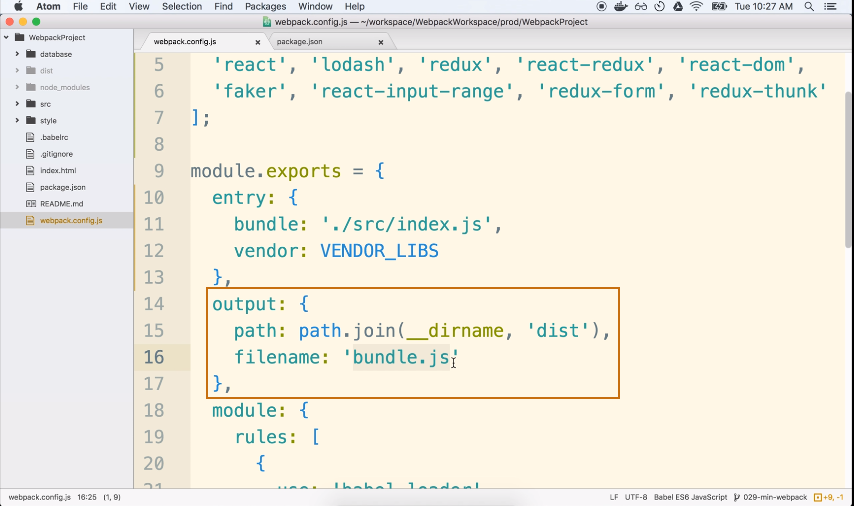 Atom File Edit View Selection Find Packages Window Help Tue 10:27 AM
webpack.config.js — ~/workspace/WebpackWorkspace/prod/WebpackProject
WebpackProject
database
dist
node_modules
src
style
.babelrc
.gitignore
index.html
package.json
README.md
webpack.config.js
webpack.config.js × package.json ×
5 'react', 'lodash', 'redux', 'react-redux', 'react-dom',
6 'faker', 'react-input-range', 'redux-form', 'redux-thunk'
7 ];
8
9 module.exports = {
10 entry: {
11 bundle: './src/index.js',
12 vendor: VENDOR_LIBS
13 },
14 output: {
15 path: path.join(__dirname, 'dist'),
16 filename: 'bundle.js'
17 },
18 module: {
19 rules: [
20 {
21 use: 'babel-loader'
webpack.config.js 16:25 (1, 9) LF UTF-8 Babel ES6 JavaScript 029-min-webpack +9, -1